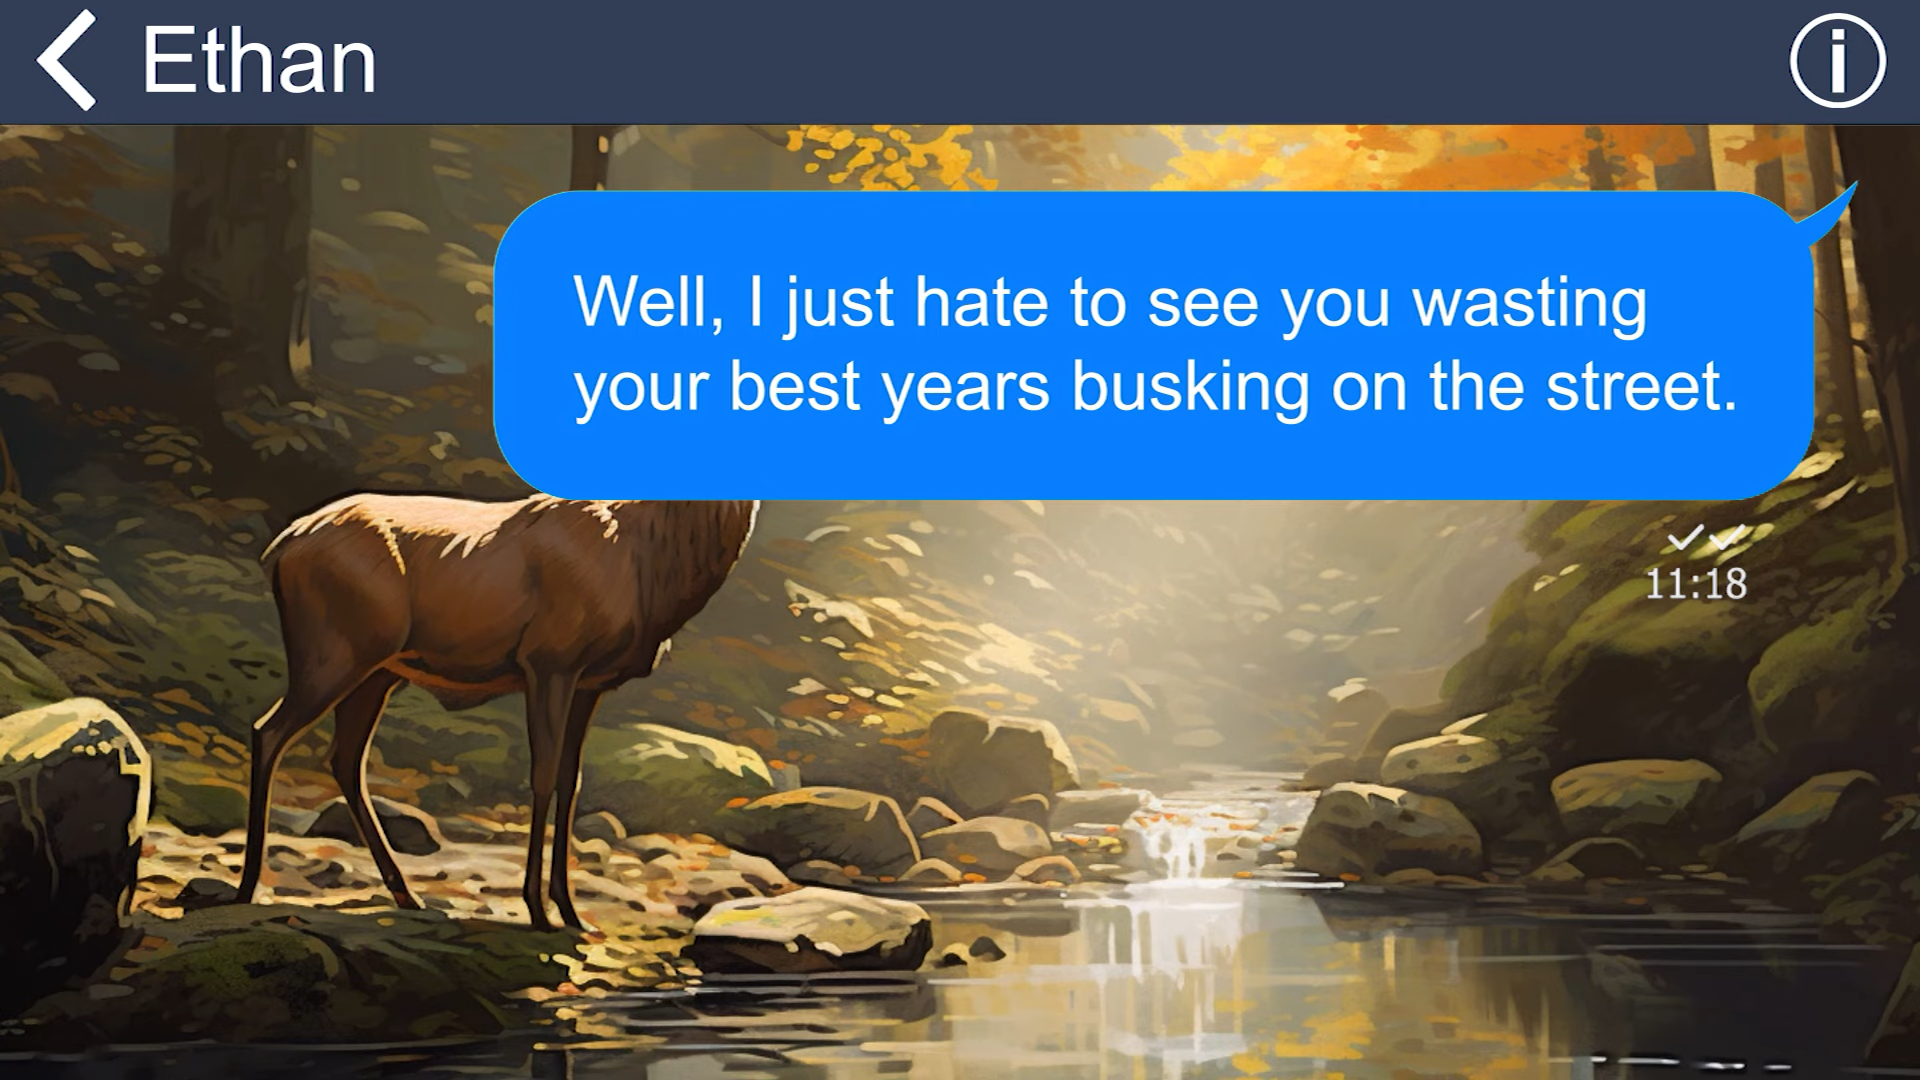 Ethan
Well, I just hate to see you wasting
your best years busking on the street.
11:18